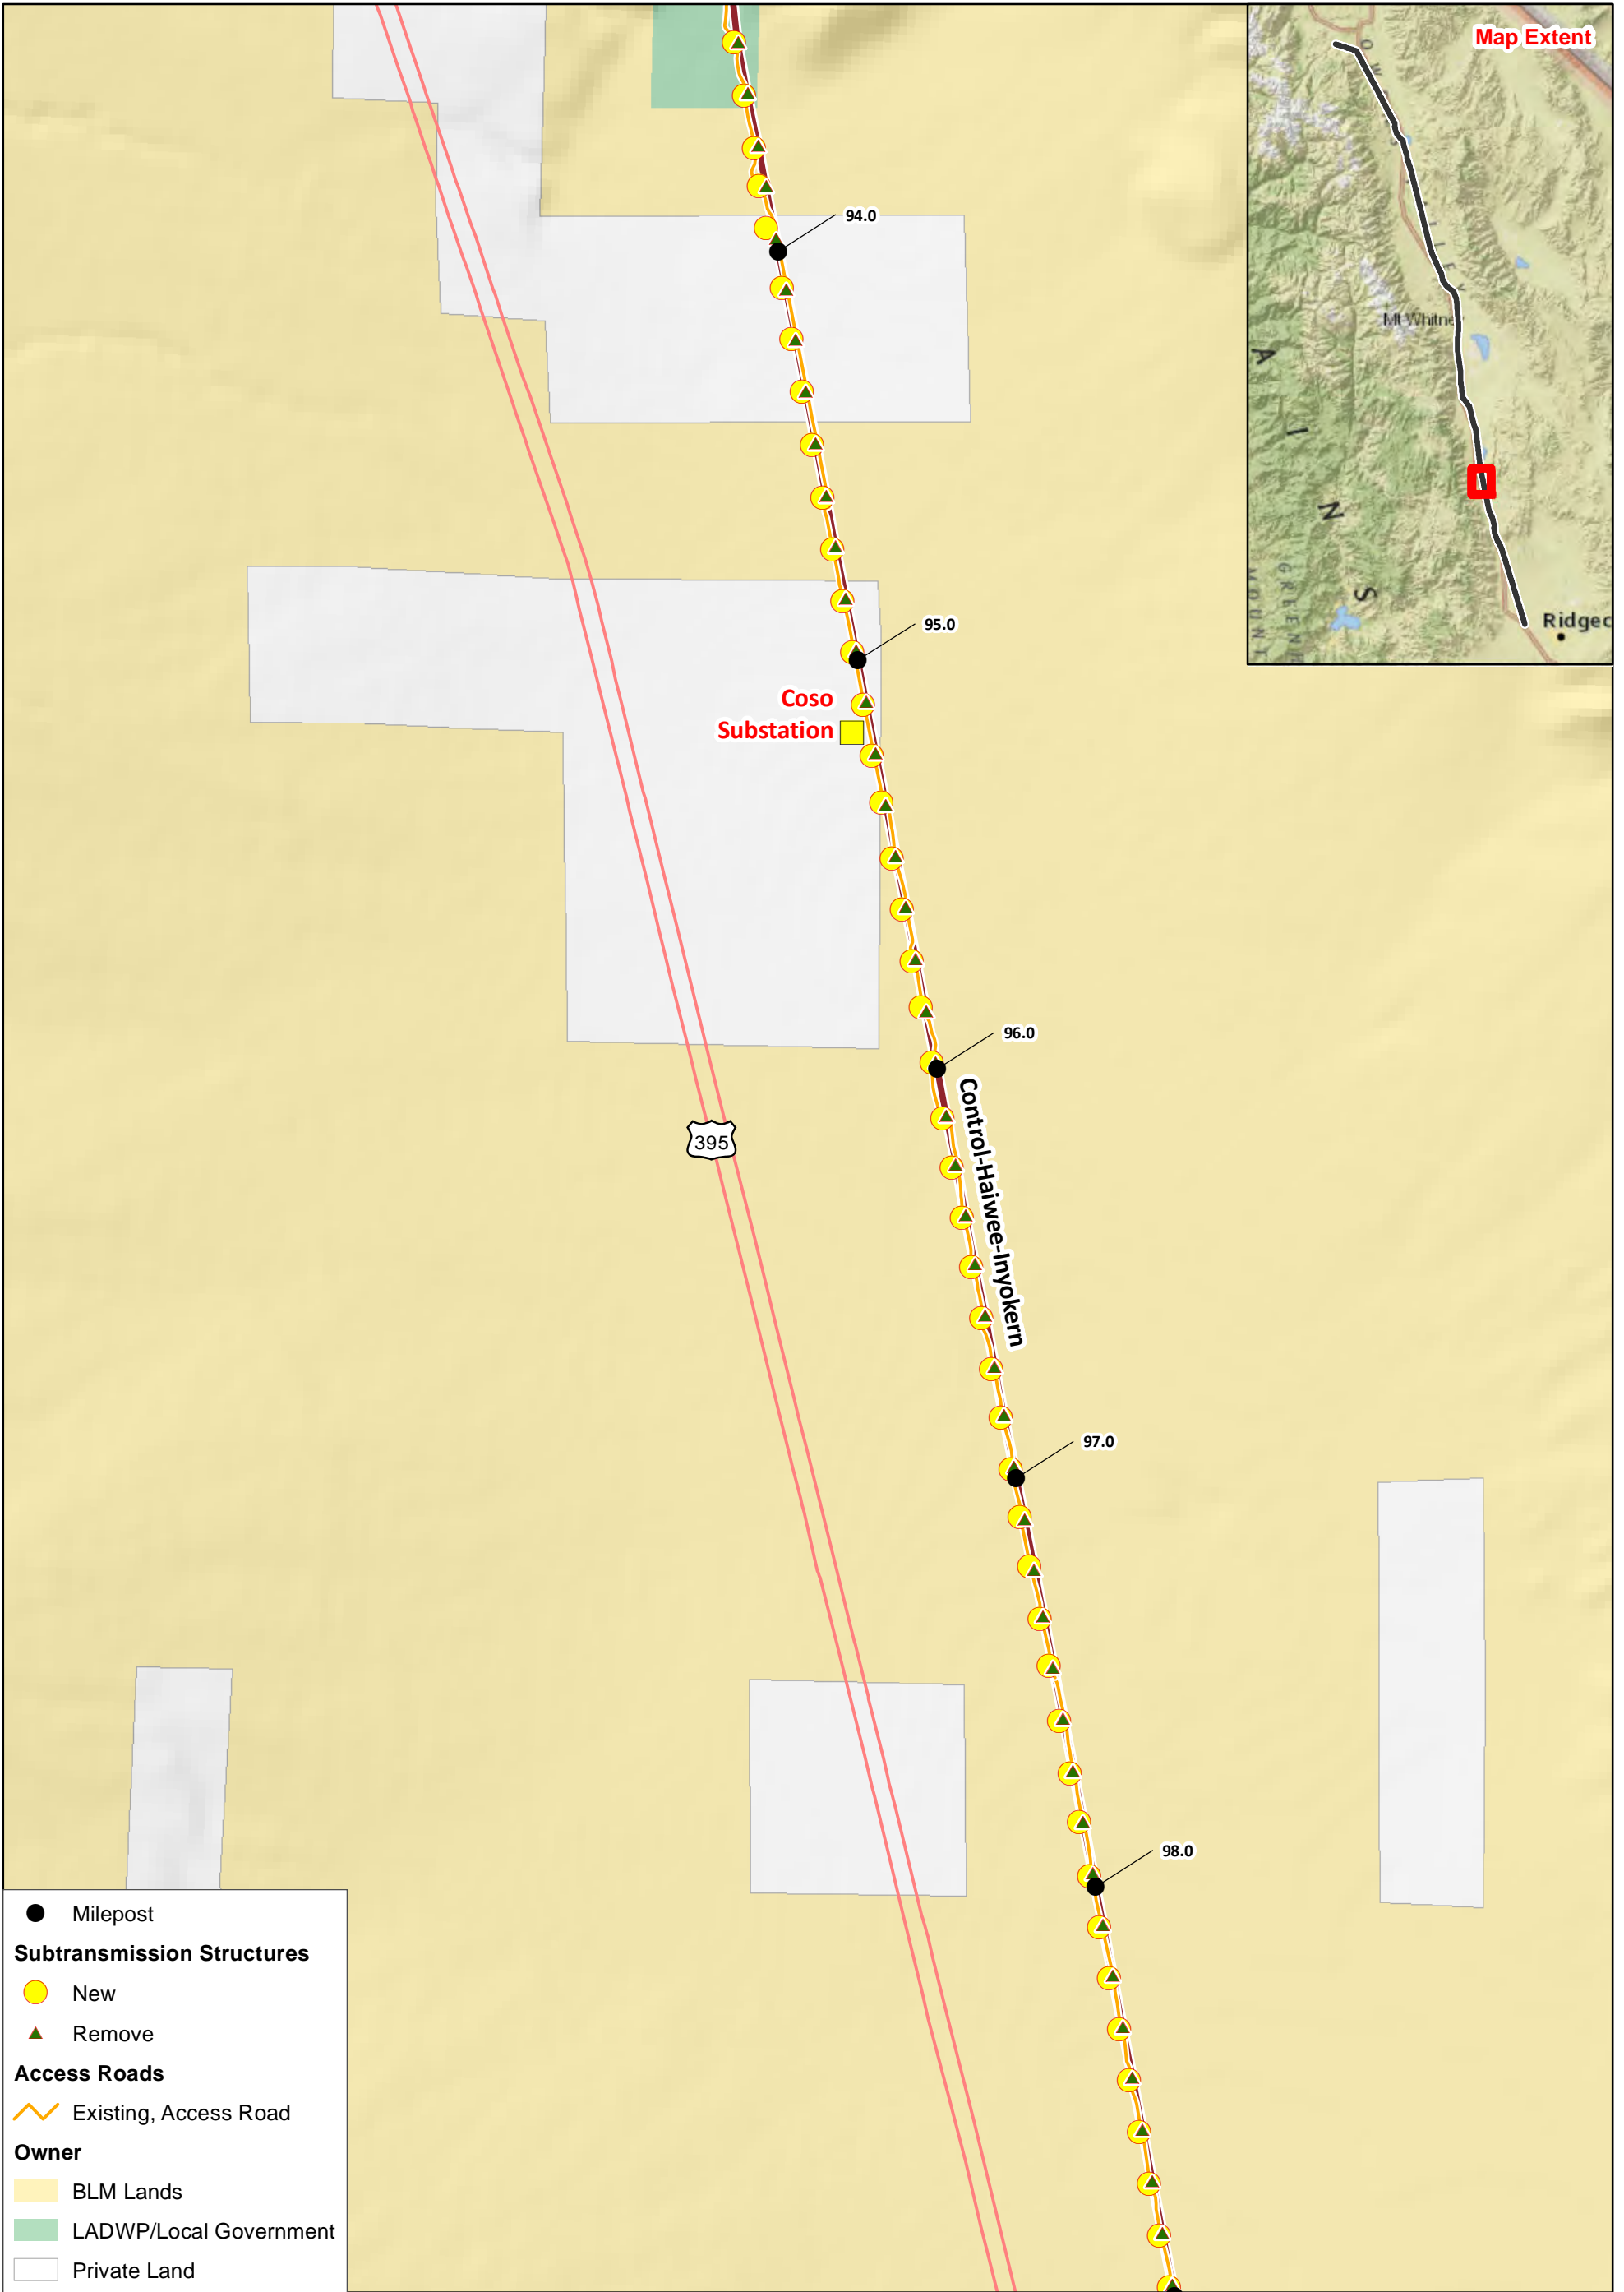 Map Extent
94.0
Mt Whitney
95.0
Ridgec
Coso
Substation
96.0
Control-Haiwee-Inyokern
395
97.0
98.0
Milepost
Subtransmission Structures
New
Remove
Access Roads
Existing, Access Road
Owner
BLM Lands
LADWP/Local Government
Private Land